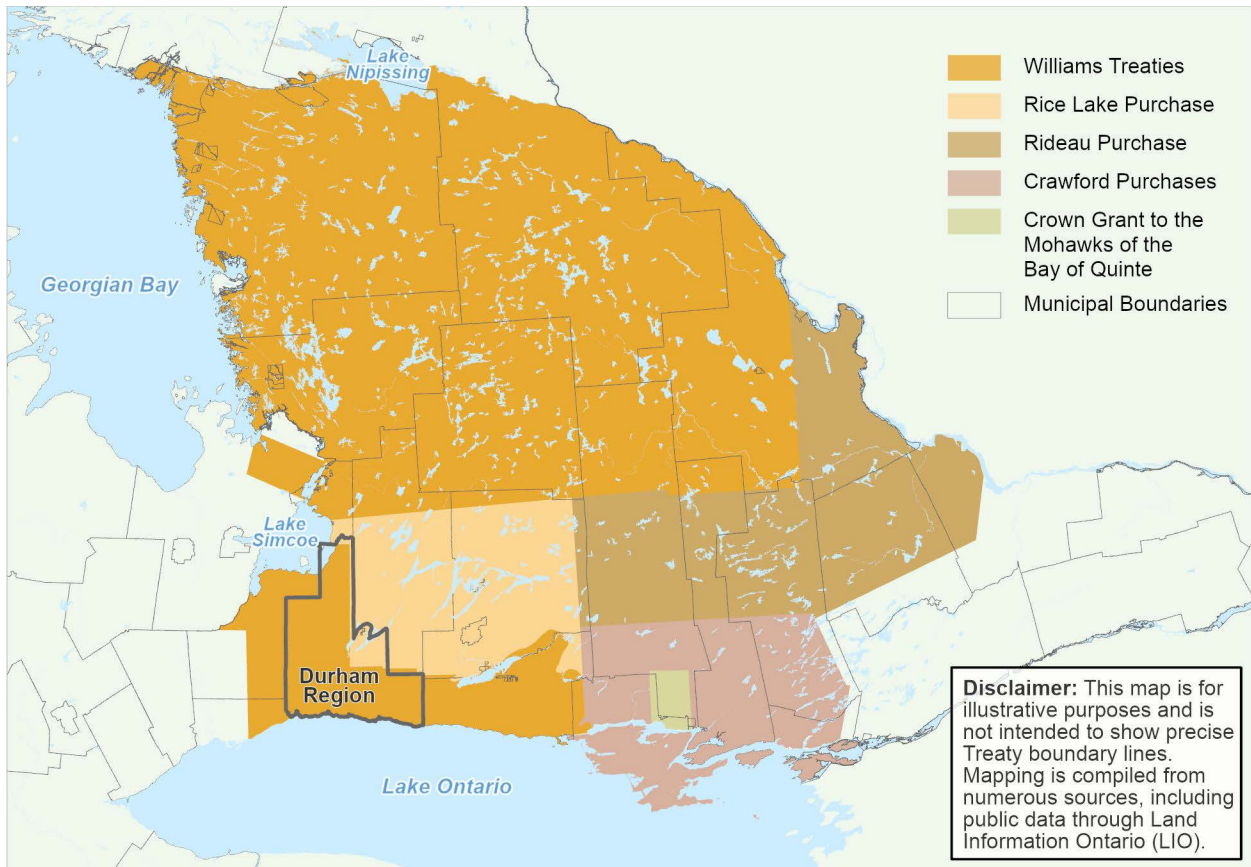 Lake
Nipissing
Georgian Bay
Lake
Simcoe
Durham
Region
Lake Ontario
Williams Treaties
Rice Lake Purchase
Rideau Purchase
Crawford Purchases
Crown Grant to the
Mohawks of the
Bay of Quinte
Municipal Boundaries
Disclaimer: This map is for
illustrative purposes and is
not intended to show precise
Treaty boundary lines.
Mapping is compiled from
numerous sources, including
public data through Land
Information Ontario (LIO).